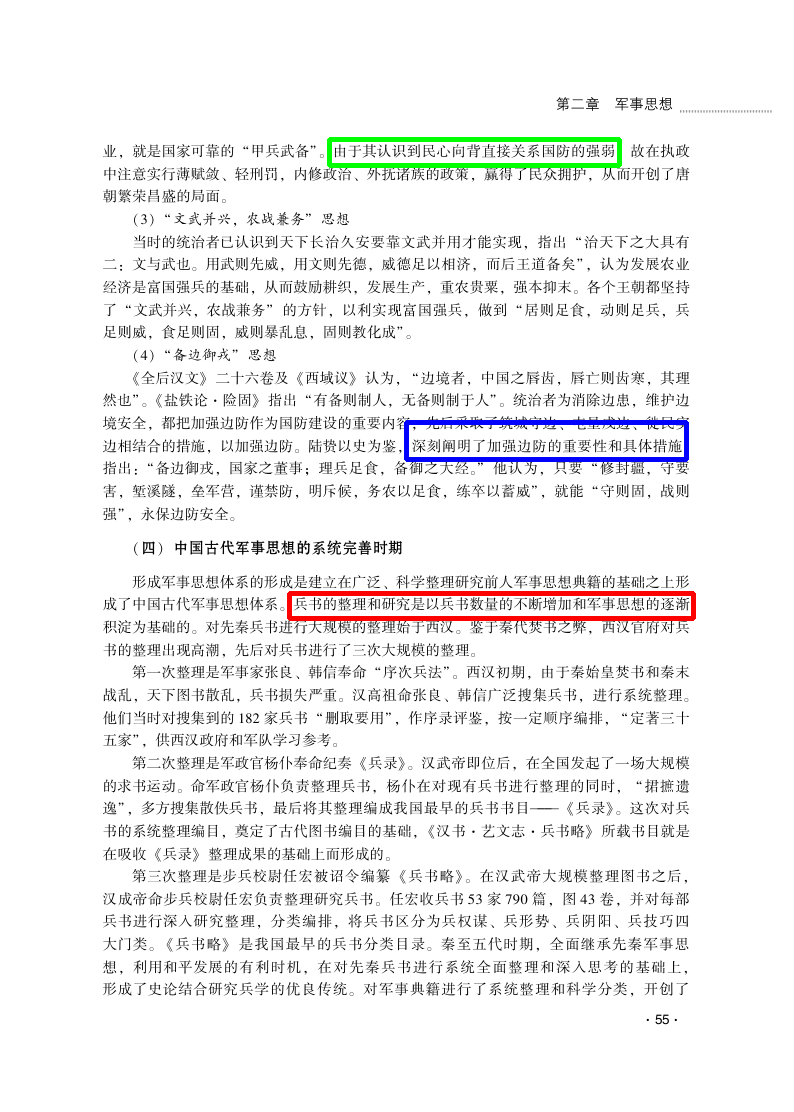 第二章 军事思想
业，就是国家可靠的“甲兵武备”。由于其认识到民心向背直接关系国防的强弱 故在执政
中注意实行薄赋敛、轻刑罚，内修政治、外抚诸族的政策，赢得了民众拥护，从而开创了唐
朝繁荣昌盛的局面。
（3）“文武并兴，农战兼务”思想
当时的统治者已认识到天下长治久安要靠文武并用才能实现，指出“治天下之大具有
二：文与武也。用武则先威，用文则先德，威德足以相济，而后王道备矣”，认为发展农业
经济是富国强兵的基础，从而鼓励耕织，发展生产，重农贵粟，强本抑末。各个王朝都坚持
了“文武并兴，农战兼务”的方针，以利实现富国强兵，做到“居则足食，动则足兵，兵
足则威，食足则固，威则暴乱息，固则教化成”。
（4）“备边御戎”思想
《全后汉文》二十六卷及《西域议》认为，“边境者，中国之唇齿，唇亡则齿寒，其理
然也”。《盐铁论·险固》指出“有备则制人，无备则制于人”。统治者为消除边患，维护边
境安全，都把加强边防作为国防建设的重要内容，先后采取了筑城守边、屯垦戍边、徙民实
边相结合的措施，以加强边防。陆贽以史为鉴，深刻阐明了加强边防的重要性和具体措施
指出：“备边御戎，国家之董事；理兵足食，备御之大经。”他认为，只要“修封疆，守要
害，堑溪隧，垒军营，谨禁防，明斥候，务农以足食，练卒以蓄威”，就能“守则固，战则
强”，永保边防安全。
（四）中国古代军事思想的系统完善时期
形成军事思想体系的形成是建立在广泛、科学整理研究前人军事思想典籍的基础之上形
成了中国古代军事思想体系。兵书的整理和研究是以兵书数量的不断增加和军事思想的逐渐
积淀为基础的。对先秦兵书进行大规模的整理始于西汉。鉴于秦代焚书之弊，西汉官府对兵
书的整理出现高潮，先后对兵书进行了三次大规模的整理。
第一次整理是军事家张良、韩信奉命“序次兵法”。西汉初期，由于秦始皇焚书和秦末
战乱，天下图书散乱，兵书损失严重。汉高祖命张良、韩信广泛搜集兵书，进行系统整理。
他们当时对搜集到的 182 家兵书“删取要用”，作序录评鉴，按一定顺序编排，“定著三十
五家”，供西汉政府和军队学习参考。
第二次整理是军政官杨仆奉命纪奏《兵录》。汉武帝即位后，在全国发起了一场大规模
的求书运动。命军政官杨仆负责整理兵书，杨仆在对现有兵书进行整理的同时，“捃摭遗
逸”，多方搜集散佚兵书，最后将其整理编成我国最早的兵书书目——《兵录》。这次对兵
书的系统整理编目，奠定了古代图书编目的基础，《汉书·艺文志·兵书略》所载书目就是
在吸收《兵录》整理成果的基础上而形成的。
第三次整理是步兵校尉任宏被诏令编纂《兵书略》。在汉武帝大规模整理图书之后，
汉成帝命步兵校尉任宏负责整理研究兵书。任宏收兵书 53 家 790 篇，图 43 卷，并对每部
兵书进行深入研究整理，分类编排，将兵书区分为兵权谋、兵形势、兵阴阳、兵技巧四
大门类。《兵书略》是我国最早的兵书分类目录。秦至五代时期，全面继承先秦军事思
想，利用和平发展的有利时机，在对先秦兵书进行系统全面整理和深入思考的基础上，
形成了史论结合研究兵学的优良传统。对军事典籍进行了系统整理和科学分类，开创了
· 55 ·